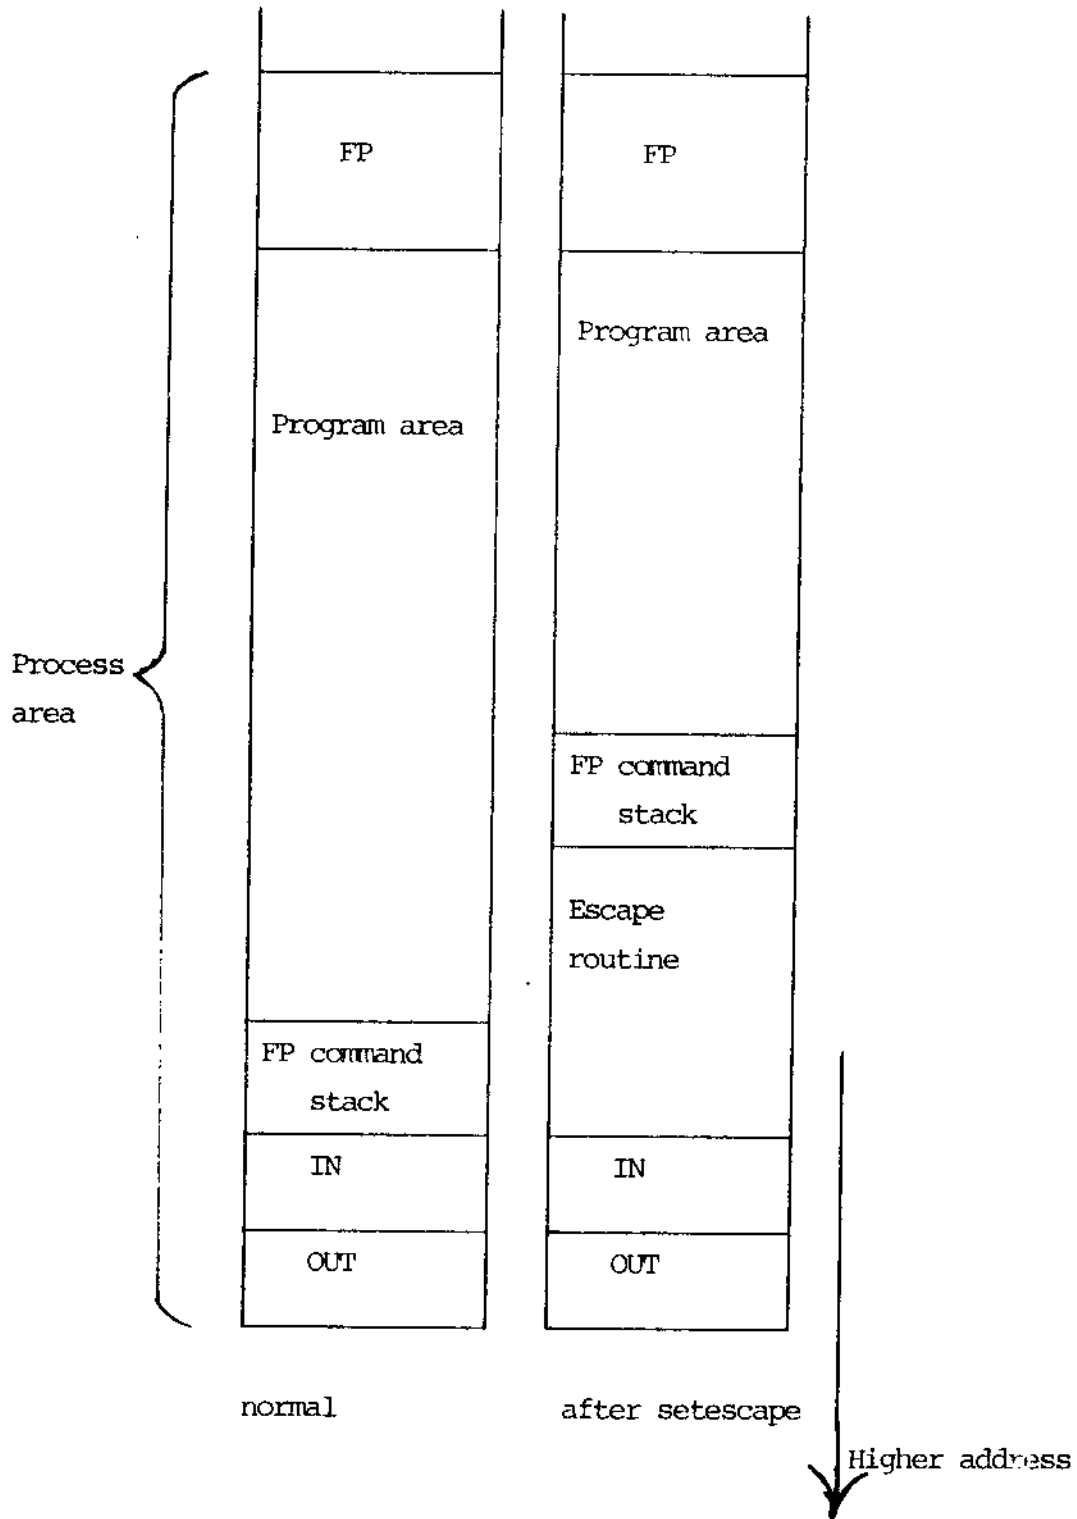 FP
FP
Program area
Program area
Process
area
FP command
stack
Escape
routine
FP command
stack
IN
IN
OUT
OUT
normal
after setescape
Higher address